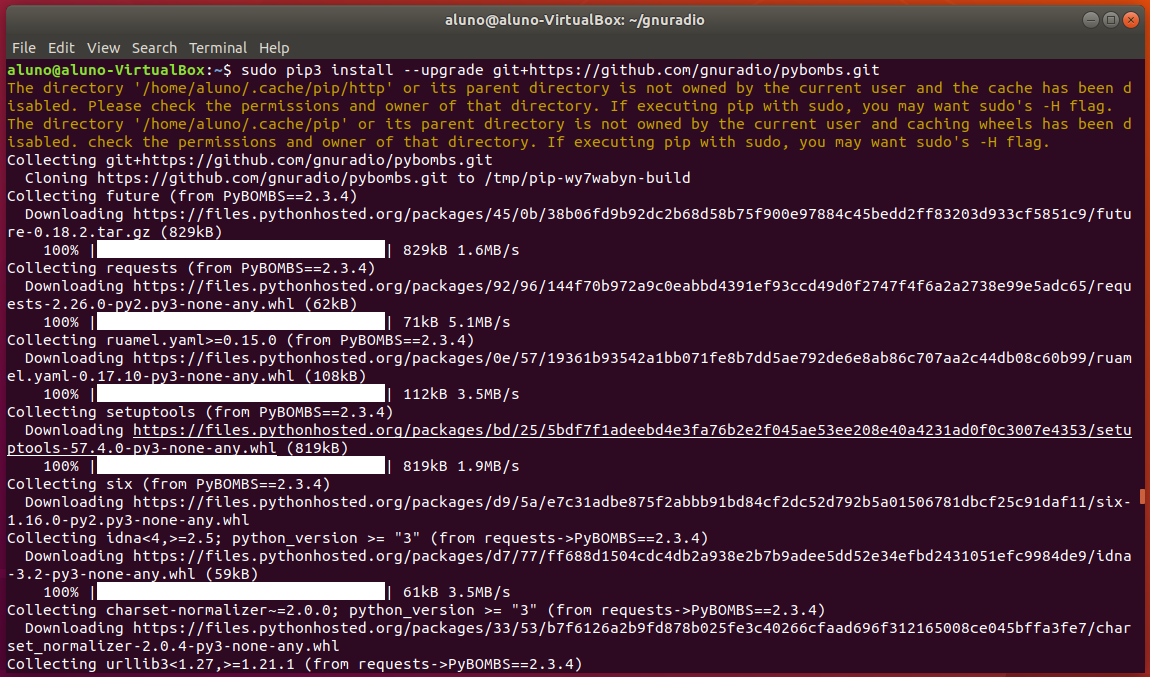 aluno@aluno-VirtualBox: ~/gnuradio
File Edit View Search Terminal Help
aluno@aluno-VirtualBox:~$ sudo pip3 install --upgrade git+https://github.com/gnuradio/pybombs.git
The directory '/home/aluno/.cache/pip/http' or its parent directory is not owned by the current user and the cache has been d
isabled. Please check the permissions and owner of that directory. If executing pip with sudo, you may want sudo's -H flag.
The directory '/home/aluno/.cache/pip' or its parent directory is not owned by the current user and caching wheels has been d
isabled. check the permissions and owner of that directory. If executing pip with sudo, you may want sudo's -H flag.
Collecting git+https://github.com/gnuradio/pybombs.git
  Cloning https://github.com/gnuradio/pybombs.git to /tmp/pip-wy7wabyn-build
Collecting future (from PyBOMBS==2.3.4)
  Downloading https://files.pythonhosted.org/packages/45/0b/38b06fd9b92dc2b68d58b75f900e97884c45bedd2ff83203d933cf5851c9/futu
re-0.18.2.tar.gz (829kB)
    100% | | 829kB 1.6MB/s
Collecting requests (from PyBOMBS==2.3.4)
  Downloading https://files.pythonhosted.org/packages/92/96/144f70b972a9c0eabbd4391ef93ccd49d0f2747f4f6a2a2738e99e5adc65/requ
ests-2.26.0-py2.py3-none-any.whl (62kB)
    100% | | 71kB 5.1MB/s
Collecting ruamel.yaml>=0.15.0 (from PyBOMBS==2.3.4)
  Downloading https://files.pythonhosted.org/packages/0e/57/19361b93542a1bb071fe8b7dd5ae792de6e8ab86c707aa2c44db08c60b99/ruam
el.yaml-0.17.10-py3-none-any.whl (108kB)
    100% | | 112kB 3.5MB/s
Collecting setuptools (from PyBOMBS==2.3.4)
  Downloading https://files.pythonhosted.org/packages/bd/25/5bdf7f1adeebd4e3fa76b2e2f045ae53ee208e40a4231ad0f0c3007e4353/setu
ptools-57.4.0-py3-none-any.whl (819kB)
    100% | | 819kB 1.9MB/s
Collecting six (from PyBOMBS==2.3.4)
  Downloading https://files.pythonhosted.org/packages/d9/5a/e7c31adbe875f2abbb91bd84cf2dc52d792b5a01506781dbcf25c91daf11/six-
1.16.0-py2.py3-none-any.whl
Collecting idna<4,>=2.5; python_version >= "3" (from requests->PyBOMBS==2.3.4)
  Downloading https://files.pythonhosted.org/packages/d7/77/ff688d1504cdc4db2a938e2b7b9adee5dd52e34efbd2431051efc9984de9/idna
-3.2-py3-none-any.whl (59kB)
    100% | | 61kB 3.5MB/s
Collecting charset-normalizer~=2.0.0; python_version >= "3" (from requests->PyBOMBS==2.3.4)
  Downloading https://files.pythonhosted.org/packages/33/53/b7f6126a2b9fd878b025fe3c40266cfaad696f312165008ce045bffa3fe7/char
set_normalizer-2.0.4-py3-none-any.whl
Collecting urllib3<1.27,>=1.21.1 (from requests->PyBOMBS==2.3.4)